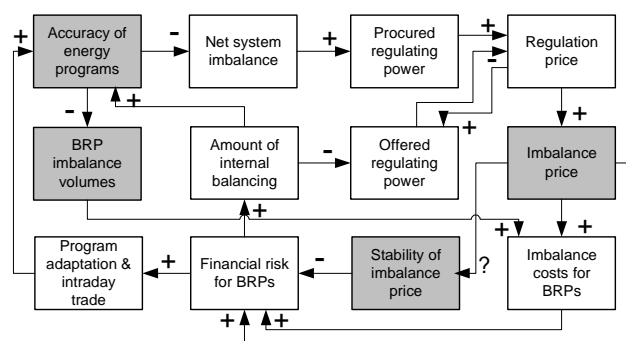 +
Accuracy of
energy
programs
-
Net system
imbalance
+
Procured
regulating
power
+
Regulation
price
-
-
+
+
+
BRP
imbalance
volumes
Amount of
internal
balancing
-
Offered
regulating
power
Imbalance
price
+
+
+
Program
adaptation &
intraday
trade
+
Financial risk
for BRPs
-
Stability of
imbalance
price
?
Imbalance
costs for
BRPs
+
+